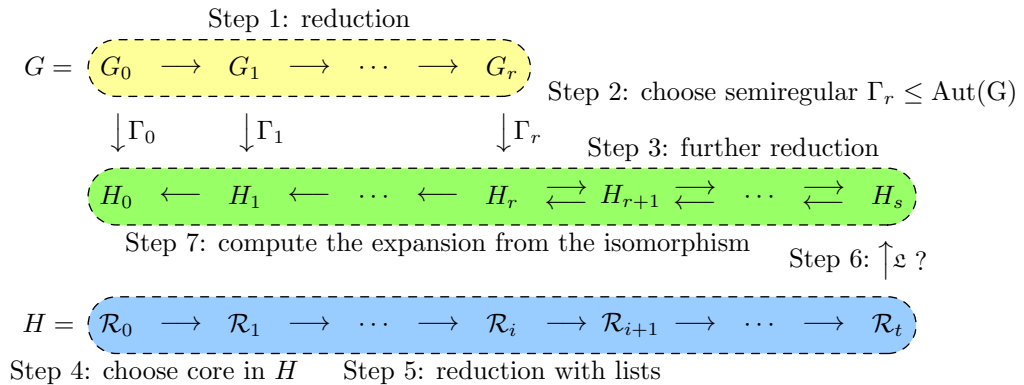 Step 1: reduction
G = G₀ ⟶ G₁ ⟶ ⋯ ⟶ Gᵣ
Step 2: choose semiregular Γᵣ ≤ Aut(G)
↓Γ₀ ↓Γ₁ ↓Γᵣ
Step 3: further reduction
H₀ ⟵ H₁ ⟵ ⋯ ⟵ Hᵣ ⇄ Hᵣ₊₁ ⇄ ⋯ ⇄ Hₛ
Step 7: compute the expansion from the isomorphism
Step 6: ↑𝔏 ?
H = ℛ₀ ⟶ ℛ₁ ⟶ ⋯ ⟶ ℛᵢ ⟶ ℛᵢ₊₁ ⟶ ⋯ ⟶ ℛₜ
Step 4: choose core in H Step 5: reduction with lists